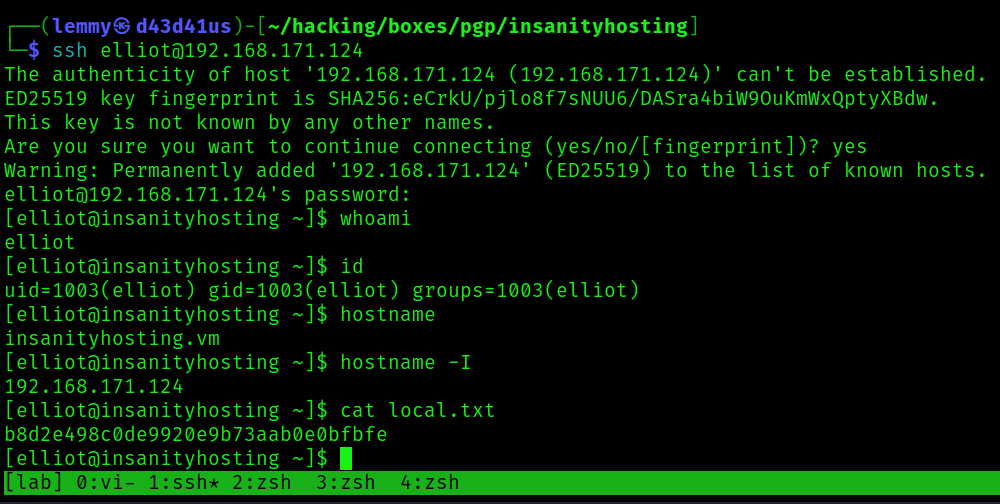 ┌──(lemmy㉿d43d41us)-[~/hacking/boxes/pgp/insanityhosting]
└─$ ssh elliot@192.168.171.124
The authenticity of host '192.168.171.124 (192.168.171.124)' can't be established.
ED25519 key fingerprint is SHA256:eCrkU/pjlo8f7sNUU6/DASra4biW9OuKmWxQptyXBdw.
This key is not known by any other names.
Are you sure you want to continue connecting (yes/no/[fingerprint])? yes
Warning: Permanently added '192.168.171.124' (ED25519) to the list of known hosts.
elliot@192.168.171.124's password:
[elliot@insanityhosting ~]$ whoami
elliot
[elliot@insanityhosting ~]$ id
uid=1003(elliot) gid=1003(elliot) groups=1003(elliot)
[elliot@insanityhosting ~]$ hostname
insanityhosting.vm
[elliot@insanityhosting ~]$ hostname -I
192.168.171.124
[elliot@insanityhosting ~]$ cat local.txt
b8d2e498c0de9920e9b73aab0e0bfbfe
[elliot@insanityhosting ~]$
[lab] 0:vi- 1:ssh* 2:zsh  3:zsh  4:zsh